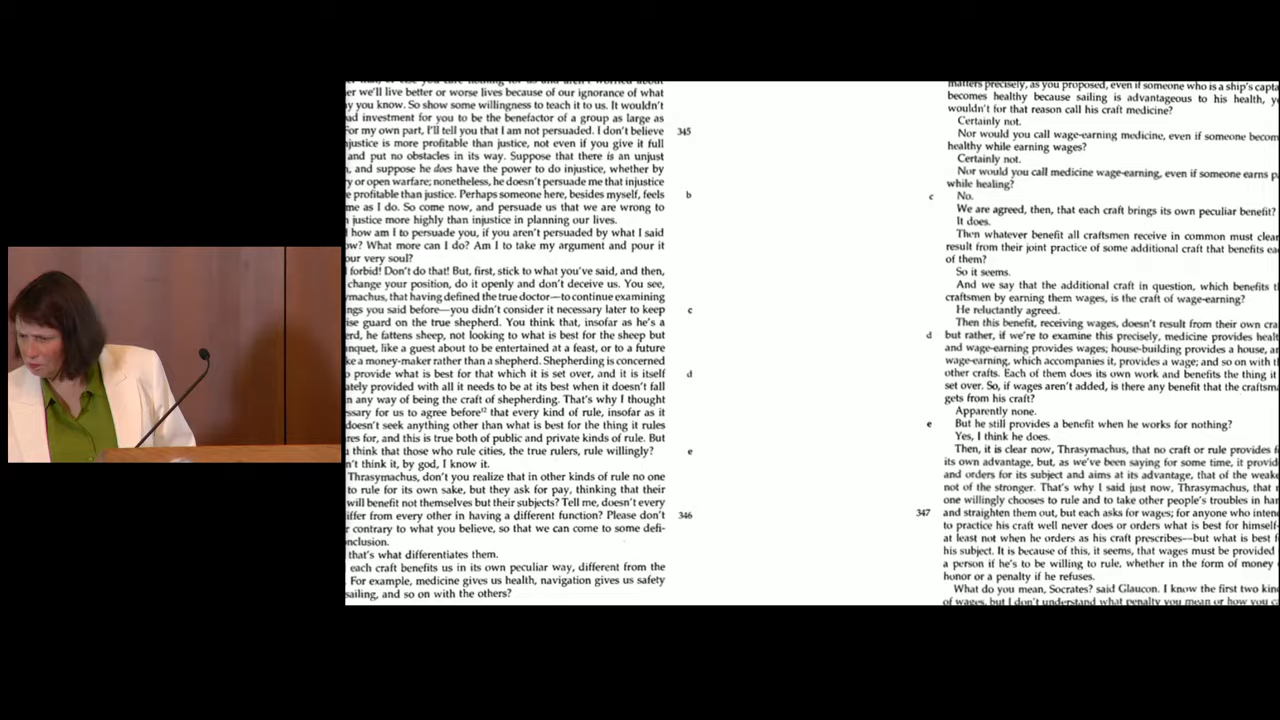 er we'll live better or worse lives because of our ignorance of what
y you know. So show some willingness to teach it to us. It wouldn't
ad investment for you to be the benefactor of a group as large as
For my own part, I'll tell you that I am not persuaded. I don't believe
justice is more profitable than justice, not even if you give it full
and put no obstacles in its way. Suppose that there is an unjust
, and suppose he does have the power to do injustice, whether by
y or open warfare; nonetheless, he doesn't persuade me that injustice
e profitable than justice. Perhaps someone here, besides myself, feels
me as I do. So come now, and persuade us that we are wrong to
justice more highly than injustice in planning our lives.
how am I to persuade you, if you aren't persuaded by what I said
ow? What more can I do? Am I to take my argument and pour it
our very soul?
forbid! Don't do that! But, first, stick to what you've said, and then,
change your position, do it openly and don't deceive us. You see,
ymachus, that having defined the true doctor—to continue examining
ngs you said before—you didn't consider it necessary later to keep
ise guard on the true shepherd. You think that, insofar as he's a
erd, he fattens sheep, not looking to what is best for the sheep but
nquet, like a guest about to be entertained at a feast, or to a future
ke a money-maker rather than a shepherd. Shepherding is concerned
o provide what is best for that which it is set over, and it is itself
ately provided with all it needs to be at its best when it doesn't fall
n any way of being the craft of shepherding. That's why I thought
ssary for us to agree before¹² that every kind of rule, insofar as it
doesn't seek anything other than what is best for the thing it rules
res for, and this is true both of public and private kinds of rule. But
u think that those who rule cities, the true rulers, rule willingly?
n't think it, by god, I know it.
Thrasymachus, don't you realize that in other kinds of rule no one
to rule for its own sake, but they ask for pay, thinking that their
will benefit not themselves but their subjects? Tell me, doesn't every
iffer from every other in having a different function? Please don't
r contrary to what you believe, so that we can come to some defi-
nclusion.
that's what differentiates them.
each craft benefits us in its own peculiar way, different from the
. For example, medicine gives us health, navigation gives us safety
sailing, and so on with the others?
345
b
c
d
e
346
matters precisely, as you proposed, even if someone who is a ship's capta
becomes healthy because sailing is advantageous to his health, y
wouldn't for that reason call his craft medicine?
Certainly not.
Nor would you call wage-earning medicine, even if someone becom
healthy while earning wages?
Certainly not.
Nor would you call medicine wage-earning, even if someone earns p
while healing?
c No.
We are agreed, then, that each craft brings its own peculiar benefit?
It does.
Then whatever benefit all craftsmen receive in common must clear
result from their joint practice of some additional craft that benefits ea
of them?
So it seems.
And we say that the additional craft in question, which benefits t
craftsmen by earning them wages, is the craft of wage-earning?
He reluctantly agreed.
Then this benefit, receiving wages, doesn't result from their own cra
d but rather, if we're to examine this precisely, medicine provides healt
and wage-earning provides wages; house-building provides a house, an
wage-earning, which accompanies it, provides a wage; and so on with t
other crafts. Each of them does its own work and benefits the thing it
set over. So, if wages aren't added, is there any benefit that the craftsma
gets from his craft?
Apparently none.
e But he still provides a benefit when he works for nothing?
Yes, I think he does.
Then, it is clear now, Thrasymachus, that no craft or rule provides f
its own advantage, but, as we've been saying for some time, it provid
and orders for its subject and aims at its advantage, that of the weake
not of the stronger. That's why I said just now, Thrasymachus, that n
one willingly chooses to rule and to take other people's troubles in han
347 and straighten them out, but each asks for wages; for anyone who inten
to practice his craft well never does or orders what is best for himself—
at least not when he orders as his craft prescribes—but what is best f
his subject. It is because of this, it seems, that wages must be provided
a person if he's to be willing to rule, whether in the form of money
honor or a penalty if he refuses.
What do you mean, Socrates? said Glaucon. I know the first two kin
of wages, but I don't understand what penalty you mean or how you c